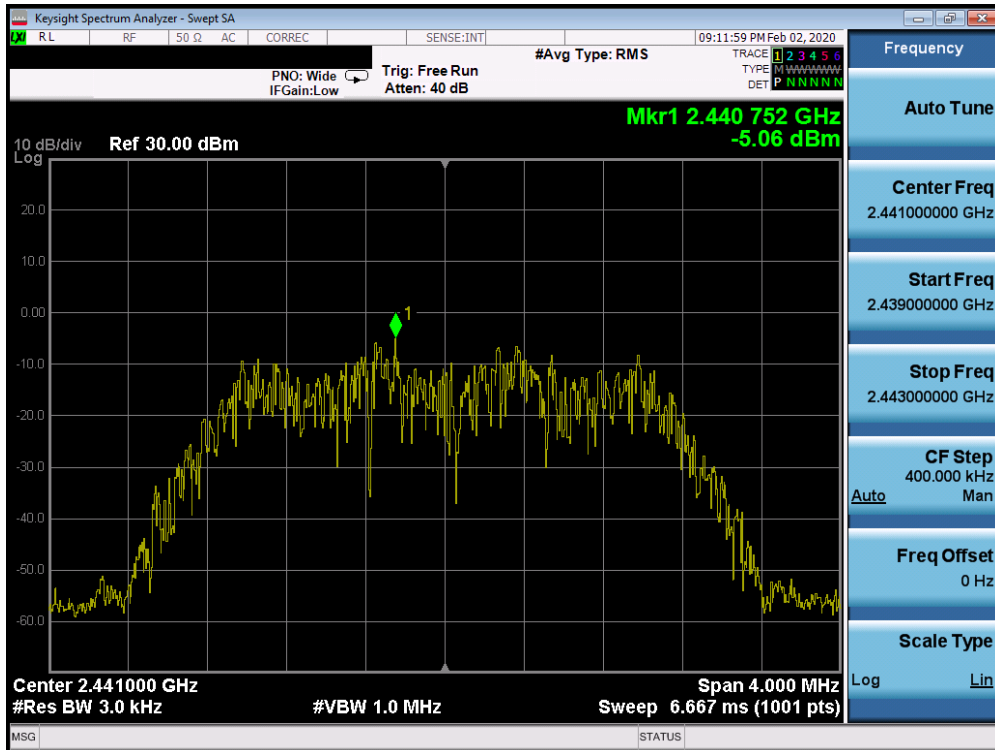 Keysight Spectrum Analyzer - Swept SA
LXI RL RF 50 Ω AC CORREC SENSE:INT 09:11:59 PM Feb 02, 2020
#Avg Type: RMS
TRACE 1 2 3 4 5 6
TYPE M WWWWW
DET P N N N N N
PNO: Wide
IFGain:Low
Trig: Free Run
Atten: 40 dB
Mkr1 2.440 752 GHz
-5.06 dBm
10 dB/div Ref 30.00 dBm
Log
20.0
10.0
0.00
-10.0
-20.0
-30.0
-40.0
-50.0
-60.0
1
Center 2.441000 GHz Span 4.000 MHz
#Res BW 3.0 kHz #VBW 1.0 MHz Sweep 6.667 ms (1001 pts)
MSG STATUS
Frequency
Auto Tune
Center Freq
2.441000000 GHz
Start Freq
2.439000000 GHz
Stop Freq
2.443000000 GHz
CF Step
400.000 kHz
Auto Man
Freq Offset
0 Hz
Scale Type
Log Lin